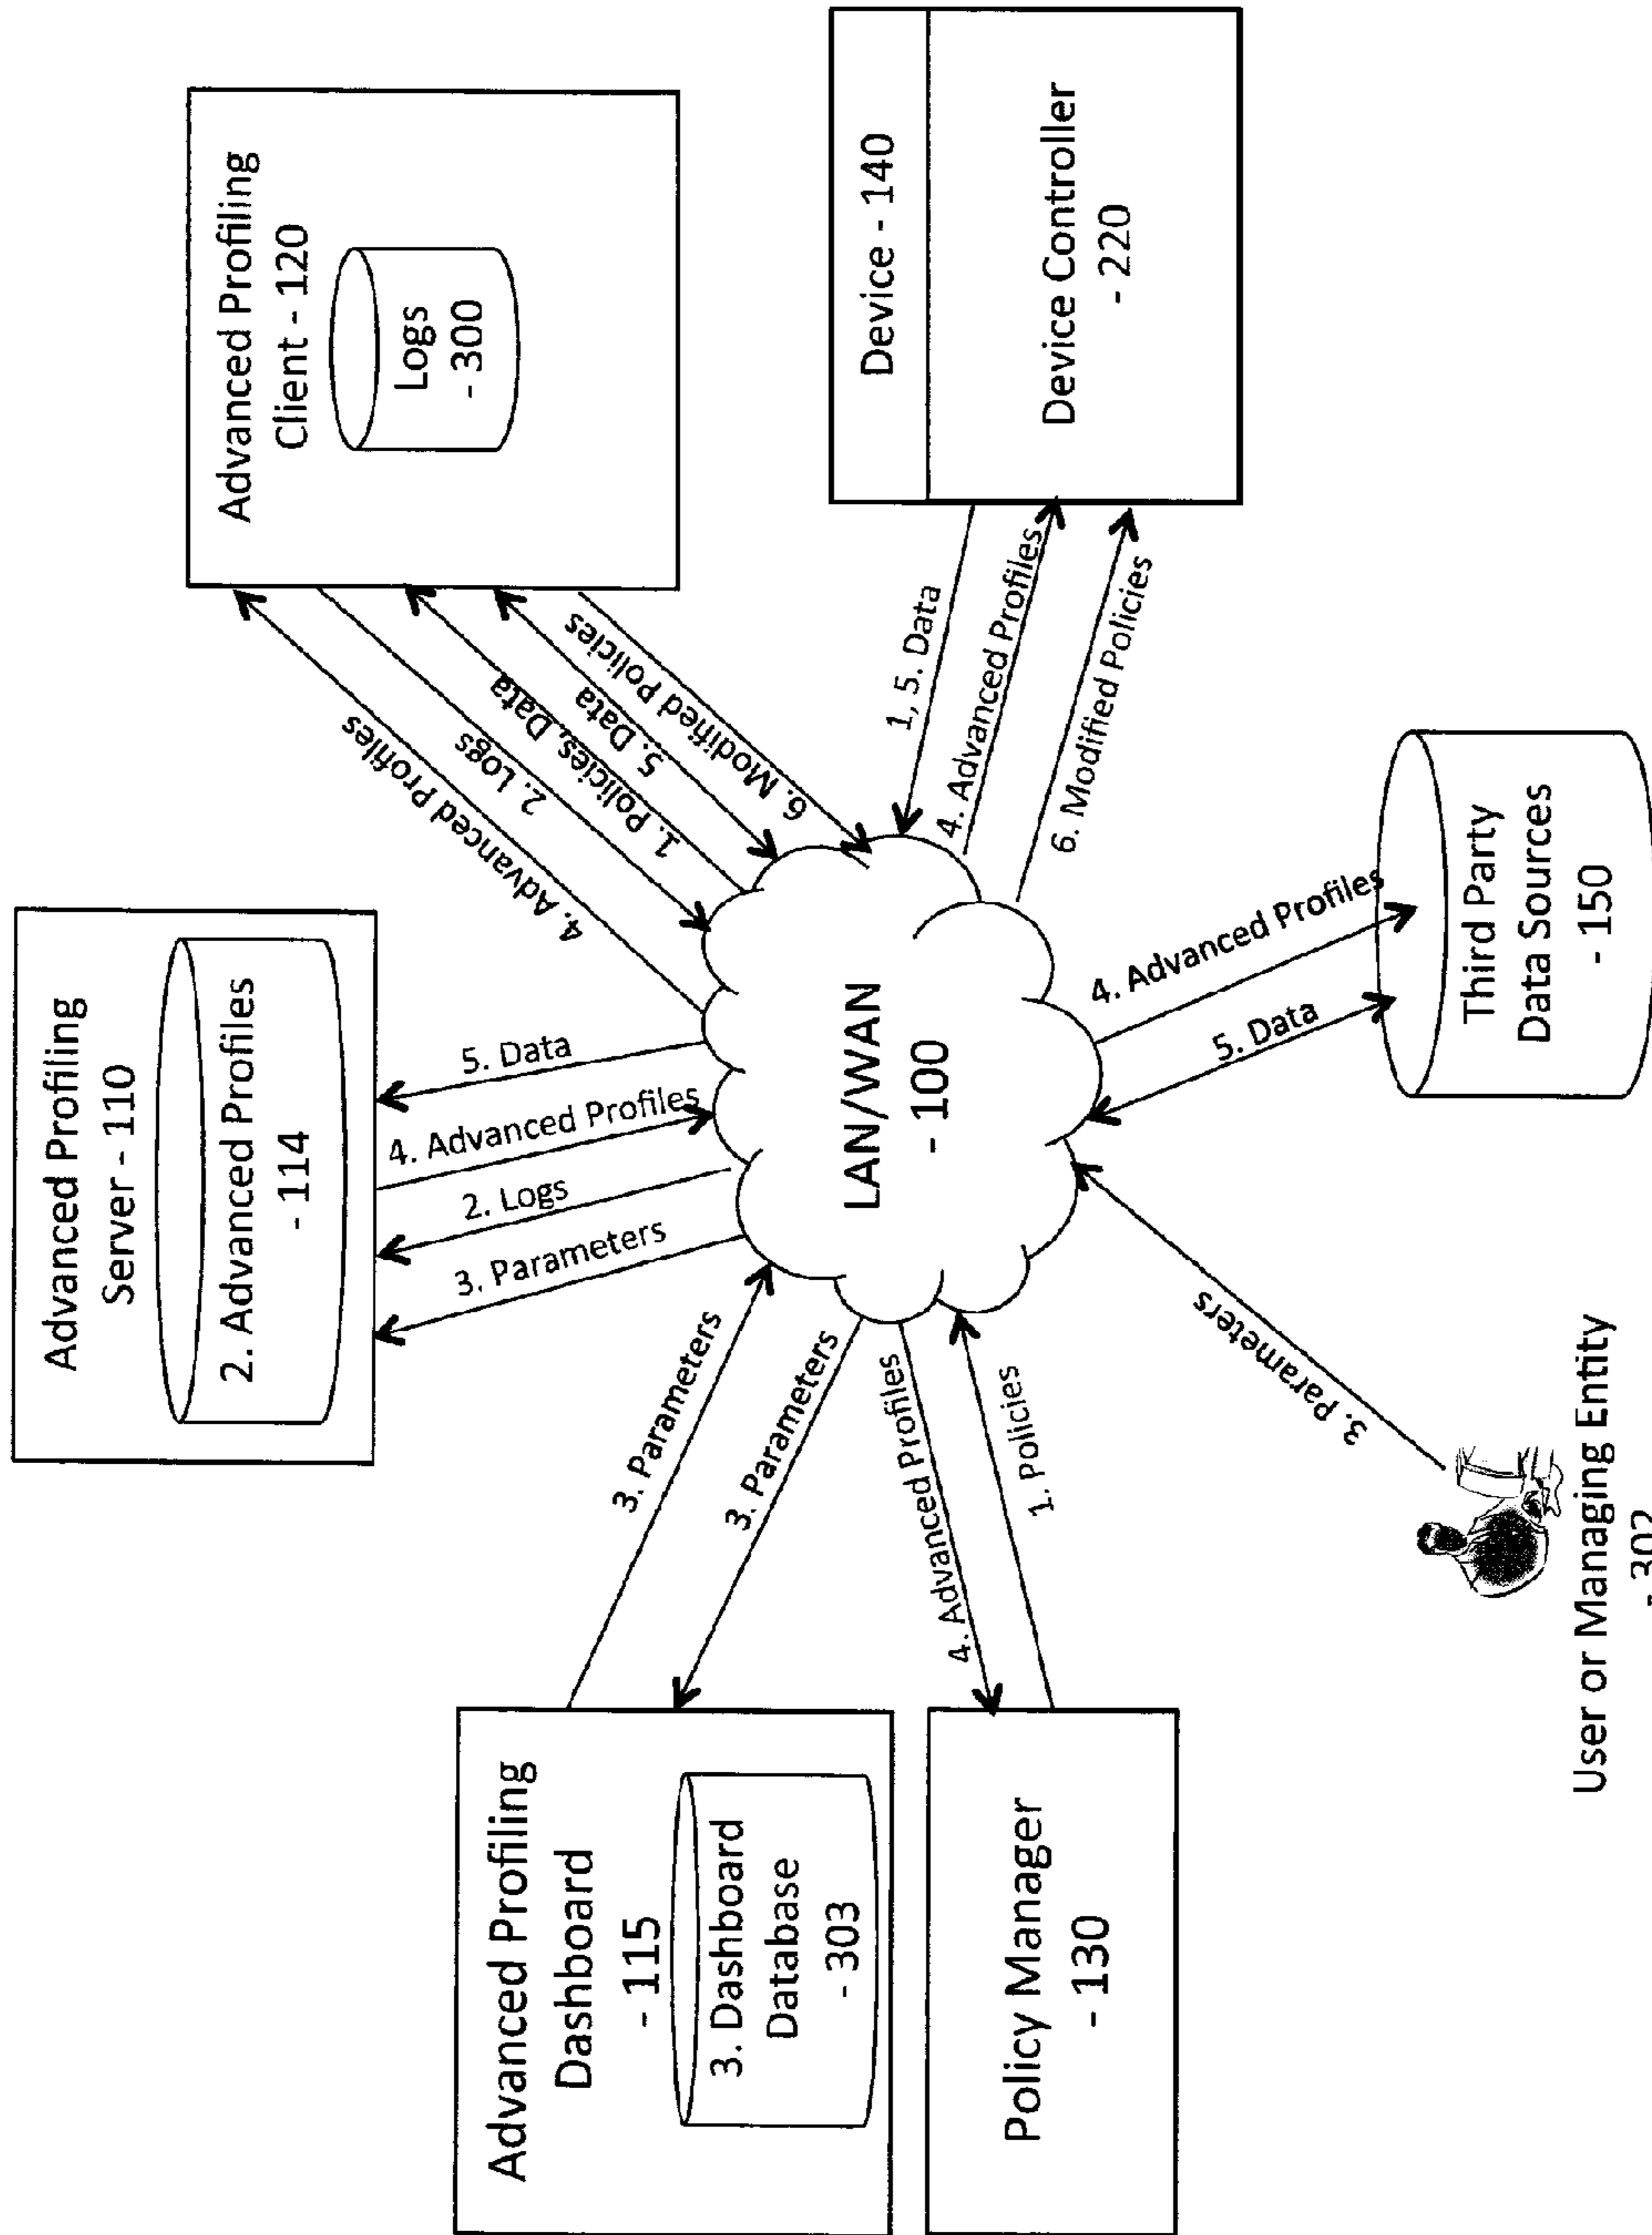 Advanced Profiling
Dashboard
- 115
3. Dashboard
Database
- 303
Policy Manager
- 130
3. Parameters
3. Parameters
4. Advanced Profiles
1. Policies
User or Managing Entity
- 302
3. Parameters
Advanced Profiling
Server - 110
2. Advanced Profiles
- 114
3. Parameters
2. Logs
4. Advanced Profiles
5. Data
LAN/WAN
- 100
4. Advanced Profiles
5. Data
Third Party
Data Sources
- 150
4. Advanced Profiles
2. Logs
1. Policies, Data
5. Data
6. Modified Policies
Advanced Profiling
Client - 120
Logs
- 300
1, 5. Data
4. Advanced Profiles
6. Modified Policies
Device - 140
Device Controller
- 220